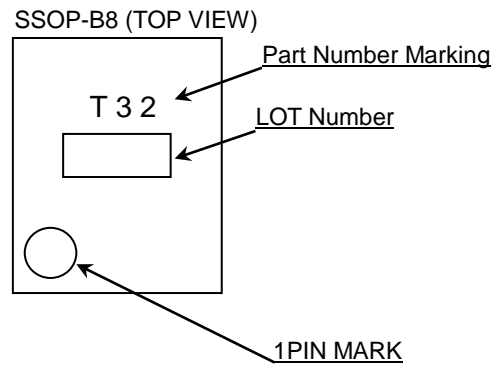 SSOP-B8 (TOP VIEW)
Part Number Marking
T 3 2
LOT Number
1PIN MARK